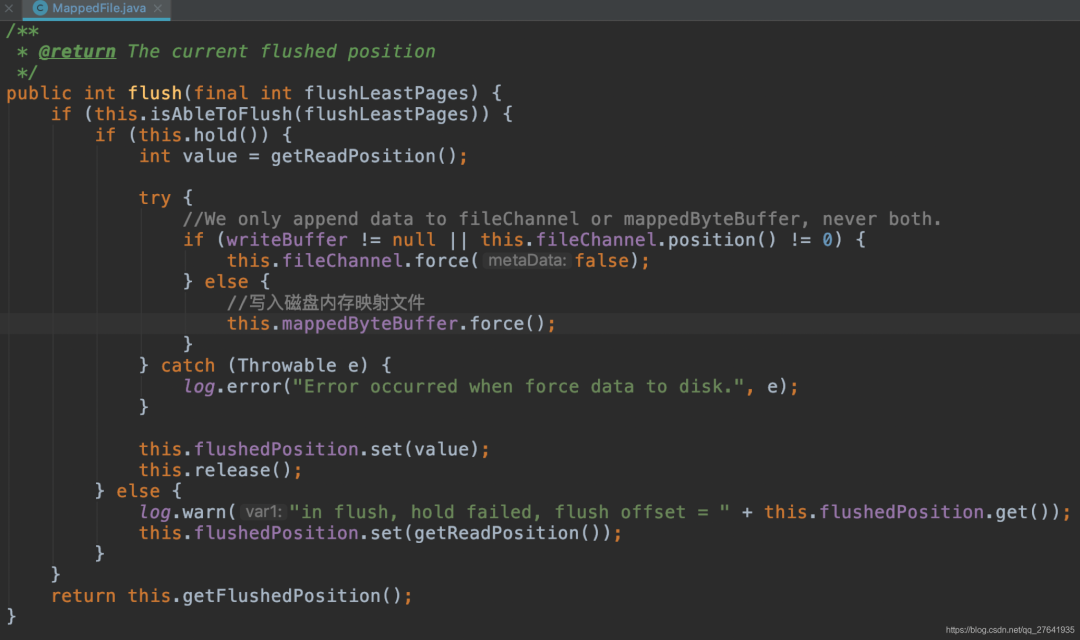 MappedFile.java
/**
 * @return The current flushed position
 */
public int flush(final int flushLeastPages) {
    if (this.isAbleToFlush(flushLeastPages)) {
        if (this.hold()) {
            int value = getReadPosition();
            try {
                //We only append data to fileChannel or mappedByteBuffer, never both.
                if (writeBuffer != null || this.fileChannel.position() != 0) {
                    this.fileChannel.force( metaData: false);
                } else {
                    //写入磁盘内存映射文件
                    this.mappedByteBuffer.force();
                }
            } catch (Throwable e) {
                log.error("Error occurred when force data to disk.", e);
            }
            this.flushedPosition.set(value);
            this.release();
        } else {
            log.warn( var1: "in flush, hold failed, flush offset = " + this.flushedPosition.get());
            this.flushedPosition.set(getReadPosition());
        }
    }
    return this.getFlushedPosition();
}
https://blog.csdn.net/qq_27641935